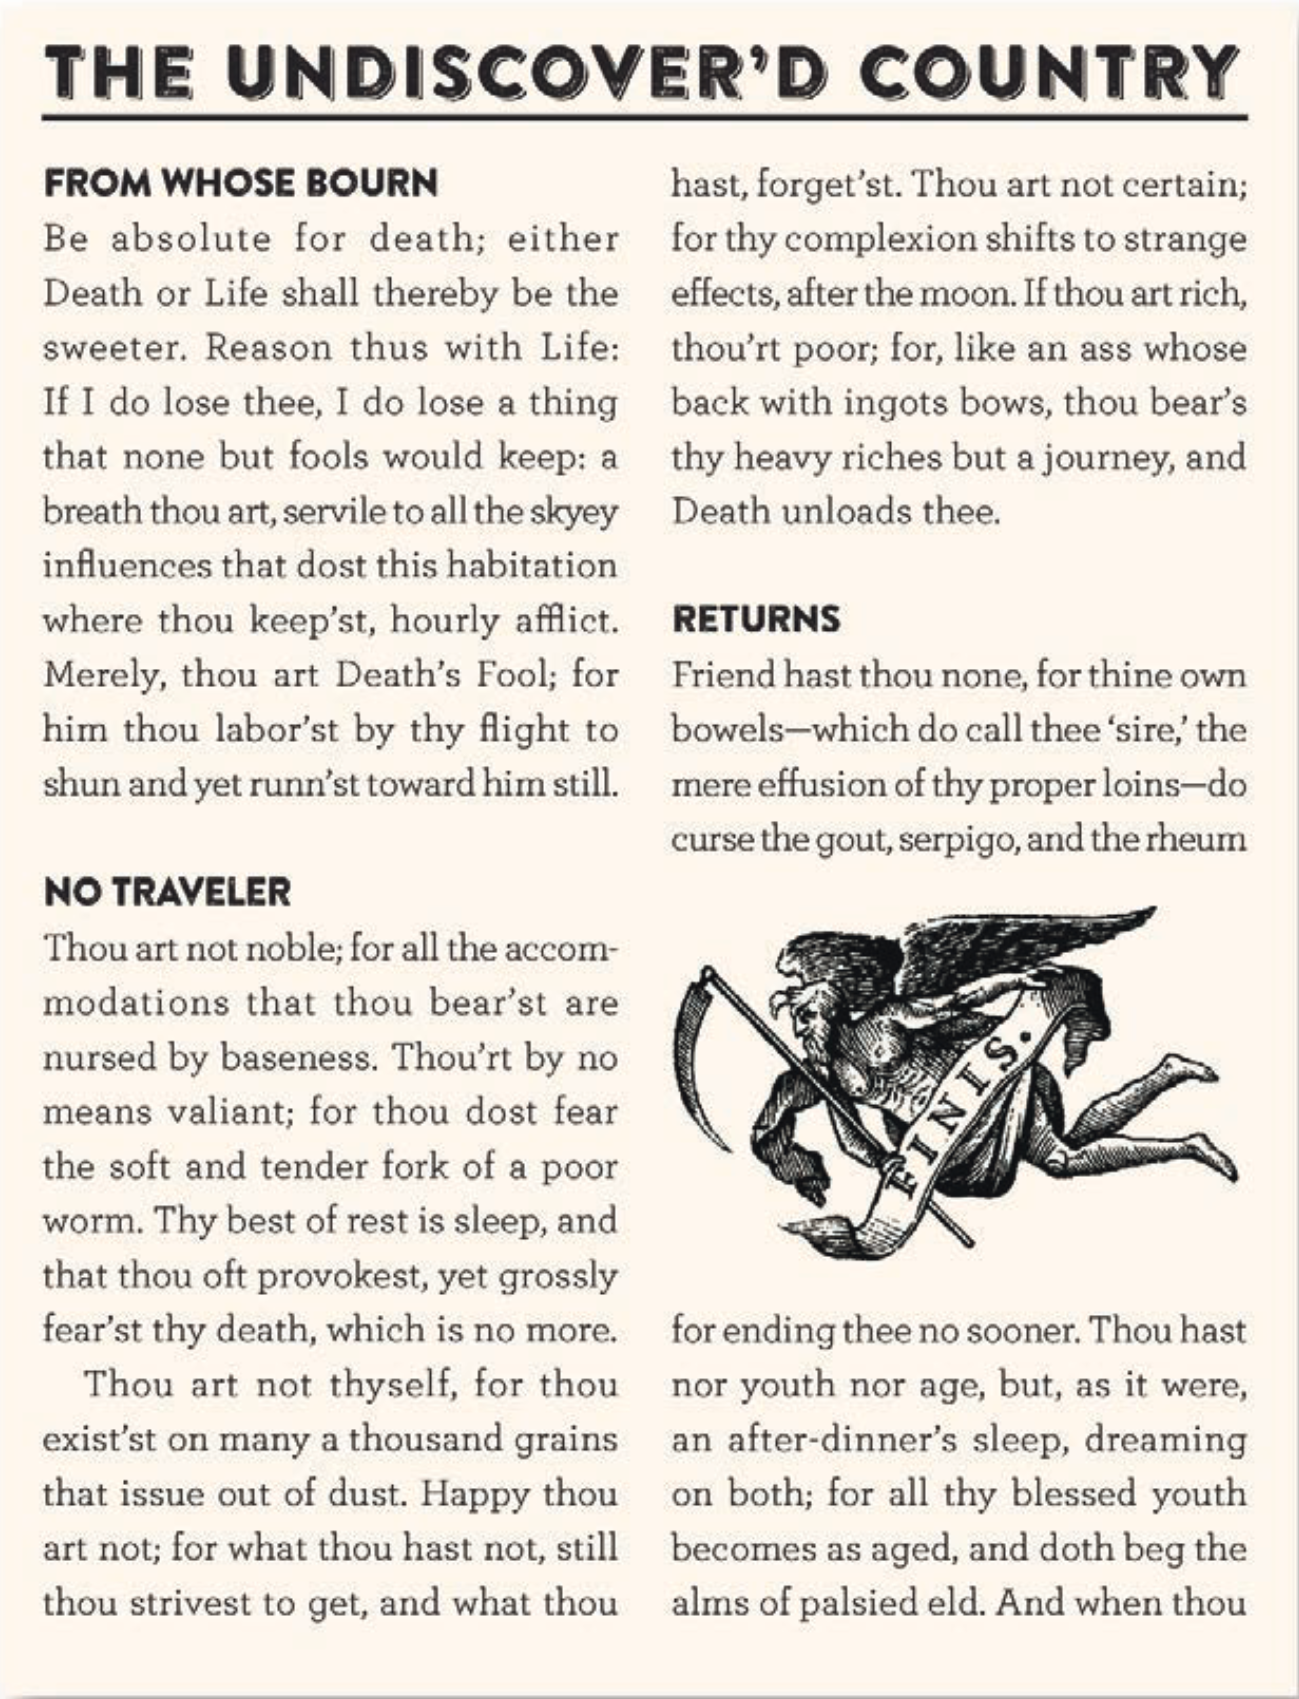 THE UNDISCOVER’D COUNTRY
FROM WHOSE BOURN
Be absolute for death; either
Death or Life shall thereby be the
sweeter. Reason thus with Life:
If I do lose thee, I do lose a thing
that none but fools would keep: a
breath thou art, servile to all the skyey
influences that dost this habitation
where thou keep’st, hourly afflict.
Merely, thou art Death’s Fool; for
him thou labor’st by thy flight to
shun and yet runn’st toward him still.
NO TRAVELER
Thou art not noble; for all the accom-
modations that thou bear’st are
nursed by baseness. Thou’rt by no
means valiant; for thou dost fear
the soft and tender fork of a poor
worm. Thy best of rest is sleep, and
that thou oft provokest, yet grossly
fear’st thy death, which is no more.
Thou art not thyself, for thou
exist’st on many a thousand grains
that issue out of dust. Happy thou
art not; for what thou hast not, still
thou strivest to get, and what thou
hast, forget’st. Thou art not certain;
for thy complexion shifts to strange
effects, after the moon. If thou art rich,
thou’rt poor; for, like an ass whose
back with ingots bows, thou bear’s
thy heavy riches but a journey, and
Death unloads thee.
RETURNS
Friend hast thou none, for thine own
bowels—which do call thee ‘sire,’ the
mere effusion of thy proper loins—do
curse the gout, serpigo, and the rheum
FINIS.
for ending thee no sooner. Thou hast
nor youth nor age, but, as it were,
an after-dinner’s sleep, dreaming
on both; for all thy blessed youth
becomes as aged, and doth beg the
alms of palsied eld. And when thou